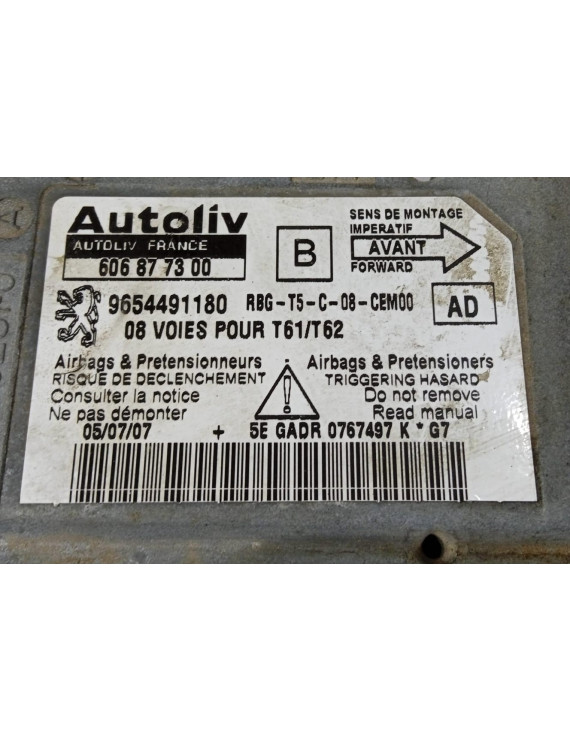 Autoliv
AUTOLIV FRANCE
606 87 73 00
B
SENS DE MONTAGE
IMPERATIF
AVANT
FORWARD
9654491180 RBG-T5-C-08-CEM00
AD
08 VOIES POUR T61/T62
Airbags & Pretensionneurs
RISQUE DE DECLENCHEMENT
Consulter la notice
Ne pas démonter
Airbags & Pretensioners
TRIGGERING HASARD
Do not remove
Read manual
05/07/07 + 5E GADR 0767497 K * G7